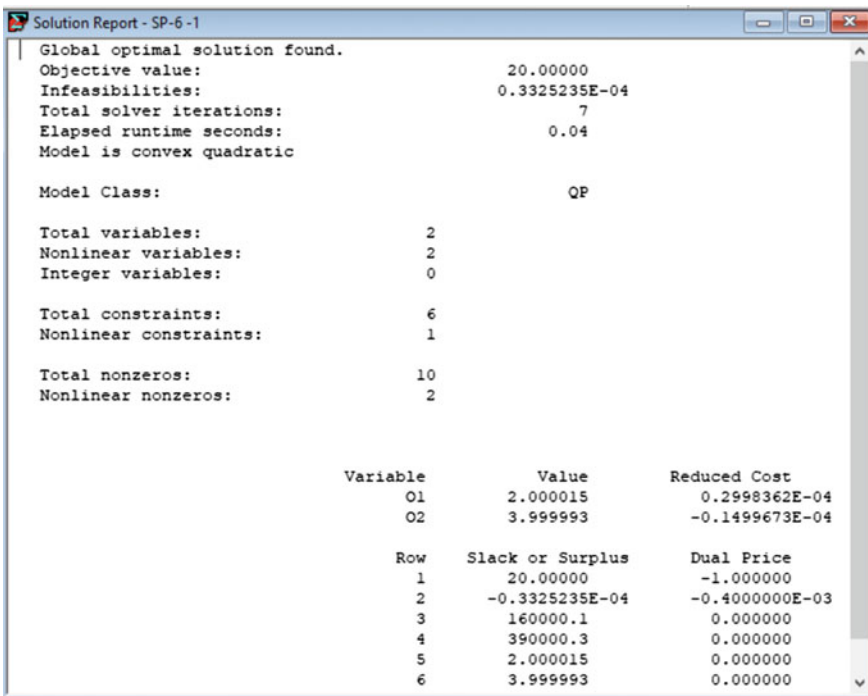 Solution Report - SP-6 -1
Global optimal solution found.
Objective value: 20.00000
Infeasibilities: 0.3325235E-04
Total solver iterations: 7
Elapsed runtime seconds: 0.04
Model is convex quadratic
Model Class: QP
Total variables: 2
Nonlinear variables: 2
Integer variables: 0
Total constraints: 6
Nonlinear constraints: 1
Total nonzeros: 10
Nonlinear nonzeros: 2
Variable Value Reduced Cost
O1 2.000015 0.2998362E-04
O2 3.999993 -0.1499673E-04
Row Slack or Surplus Dual Price
1 20.00000 -1.000000
2 -0.3325235E-04 -0.4000000E-03
3 160000.1 0.000000
4 390000.3 0.000000
5 2.000015 0.000000
6 3.999993 0.000000